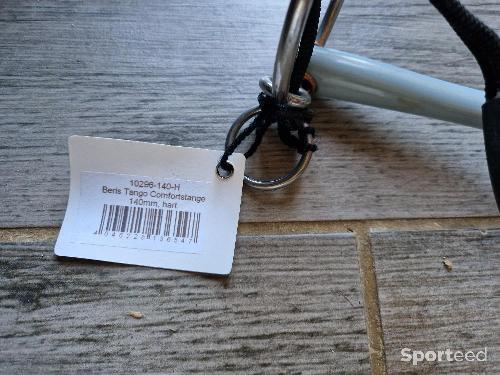 10296-140-H
Beris Tango Comfortstange
140mm, hart
Sporteed